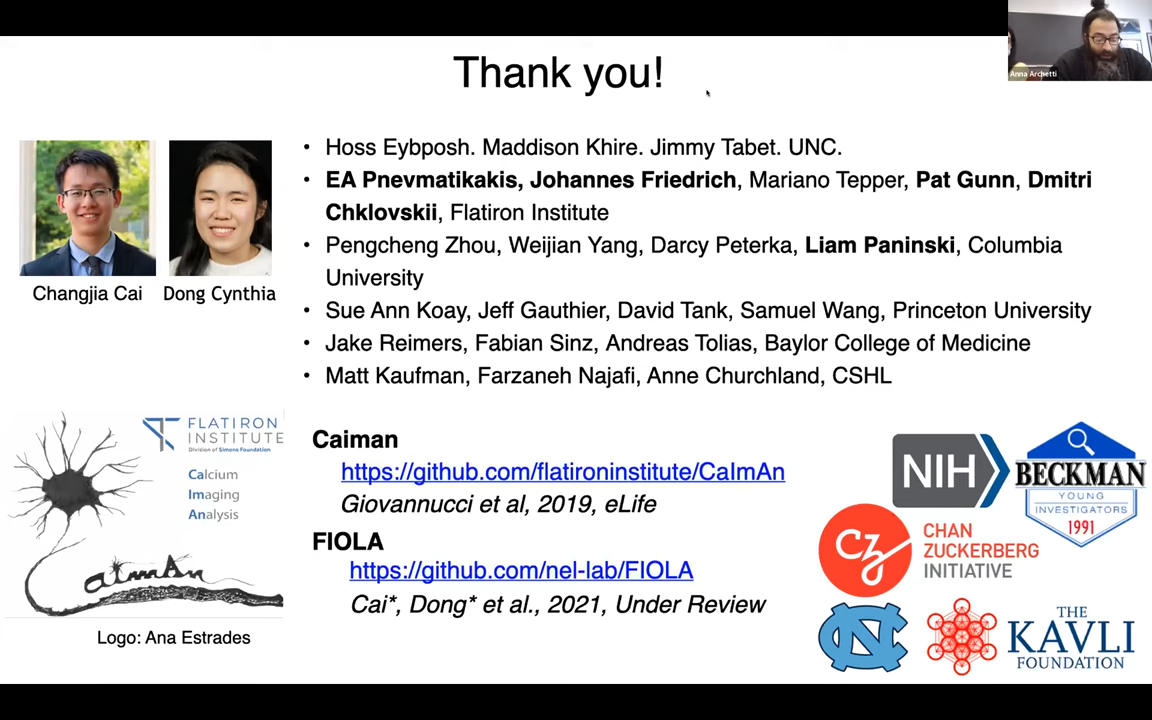 Thank you!
Anna Archetti
Changjia Cai
Dong Cynthia
• Hoss Eybposh. Maddison Khire. Jimmy Tabet. UNC.
• EA Pnevmatikakis, Johannes Friedrich, Mariano Tepper, Pat Gunn, Dmitri
Chklovskii, Flatiron Institute
• Pengcheng Zhou, Weijian Yang, Darcy Peterka, Liam Paninski, Columbia
University
• Sue Ann Koay, Jeff Gauthier, David Tank, Samuel Wang, Princeton University
• Jake Reimers, Fabian Sinz, Andreas Tolias, Baylor College of Medicine
• Matt Kaufman, Farzaneh Najafi, Anne Churchland, CSHL
FLATIRON
INSTITUTE
Division of Simons Foundation
Calcium
Imaging
Analysis
CaImAn
Logo: Ana Estrades
Caiman
https://github.com/flatironinstitute/CaImAn
Giovannucci et al, 2019, eLife
FIOLA
https://github.com/nel-lab/FIOLA
Cai*, Dong* et al., 2021, Under Review
NIH
BECKMAN
YOUNG
INVESTIGATORS
1991
CZ
CHAN
ZUCKERBERG
INITIATIVE
NC
THE
KAVLI
FOUNDATION